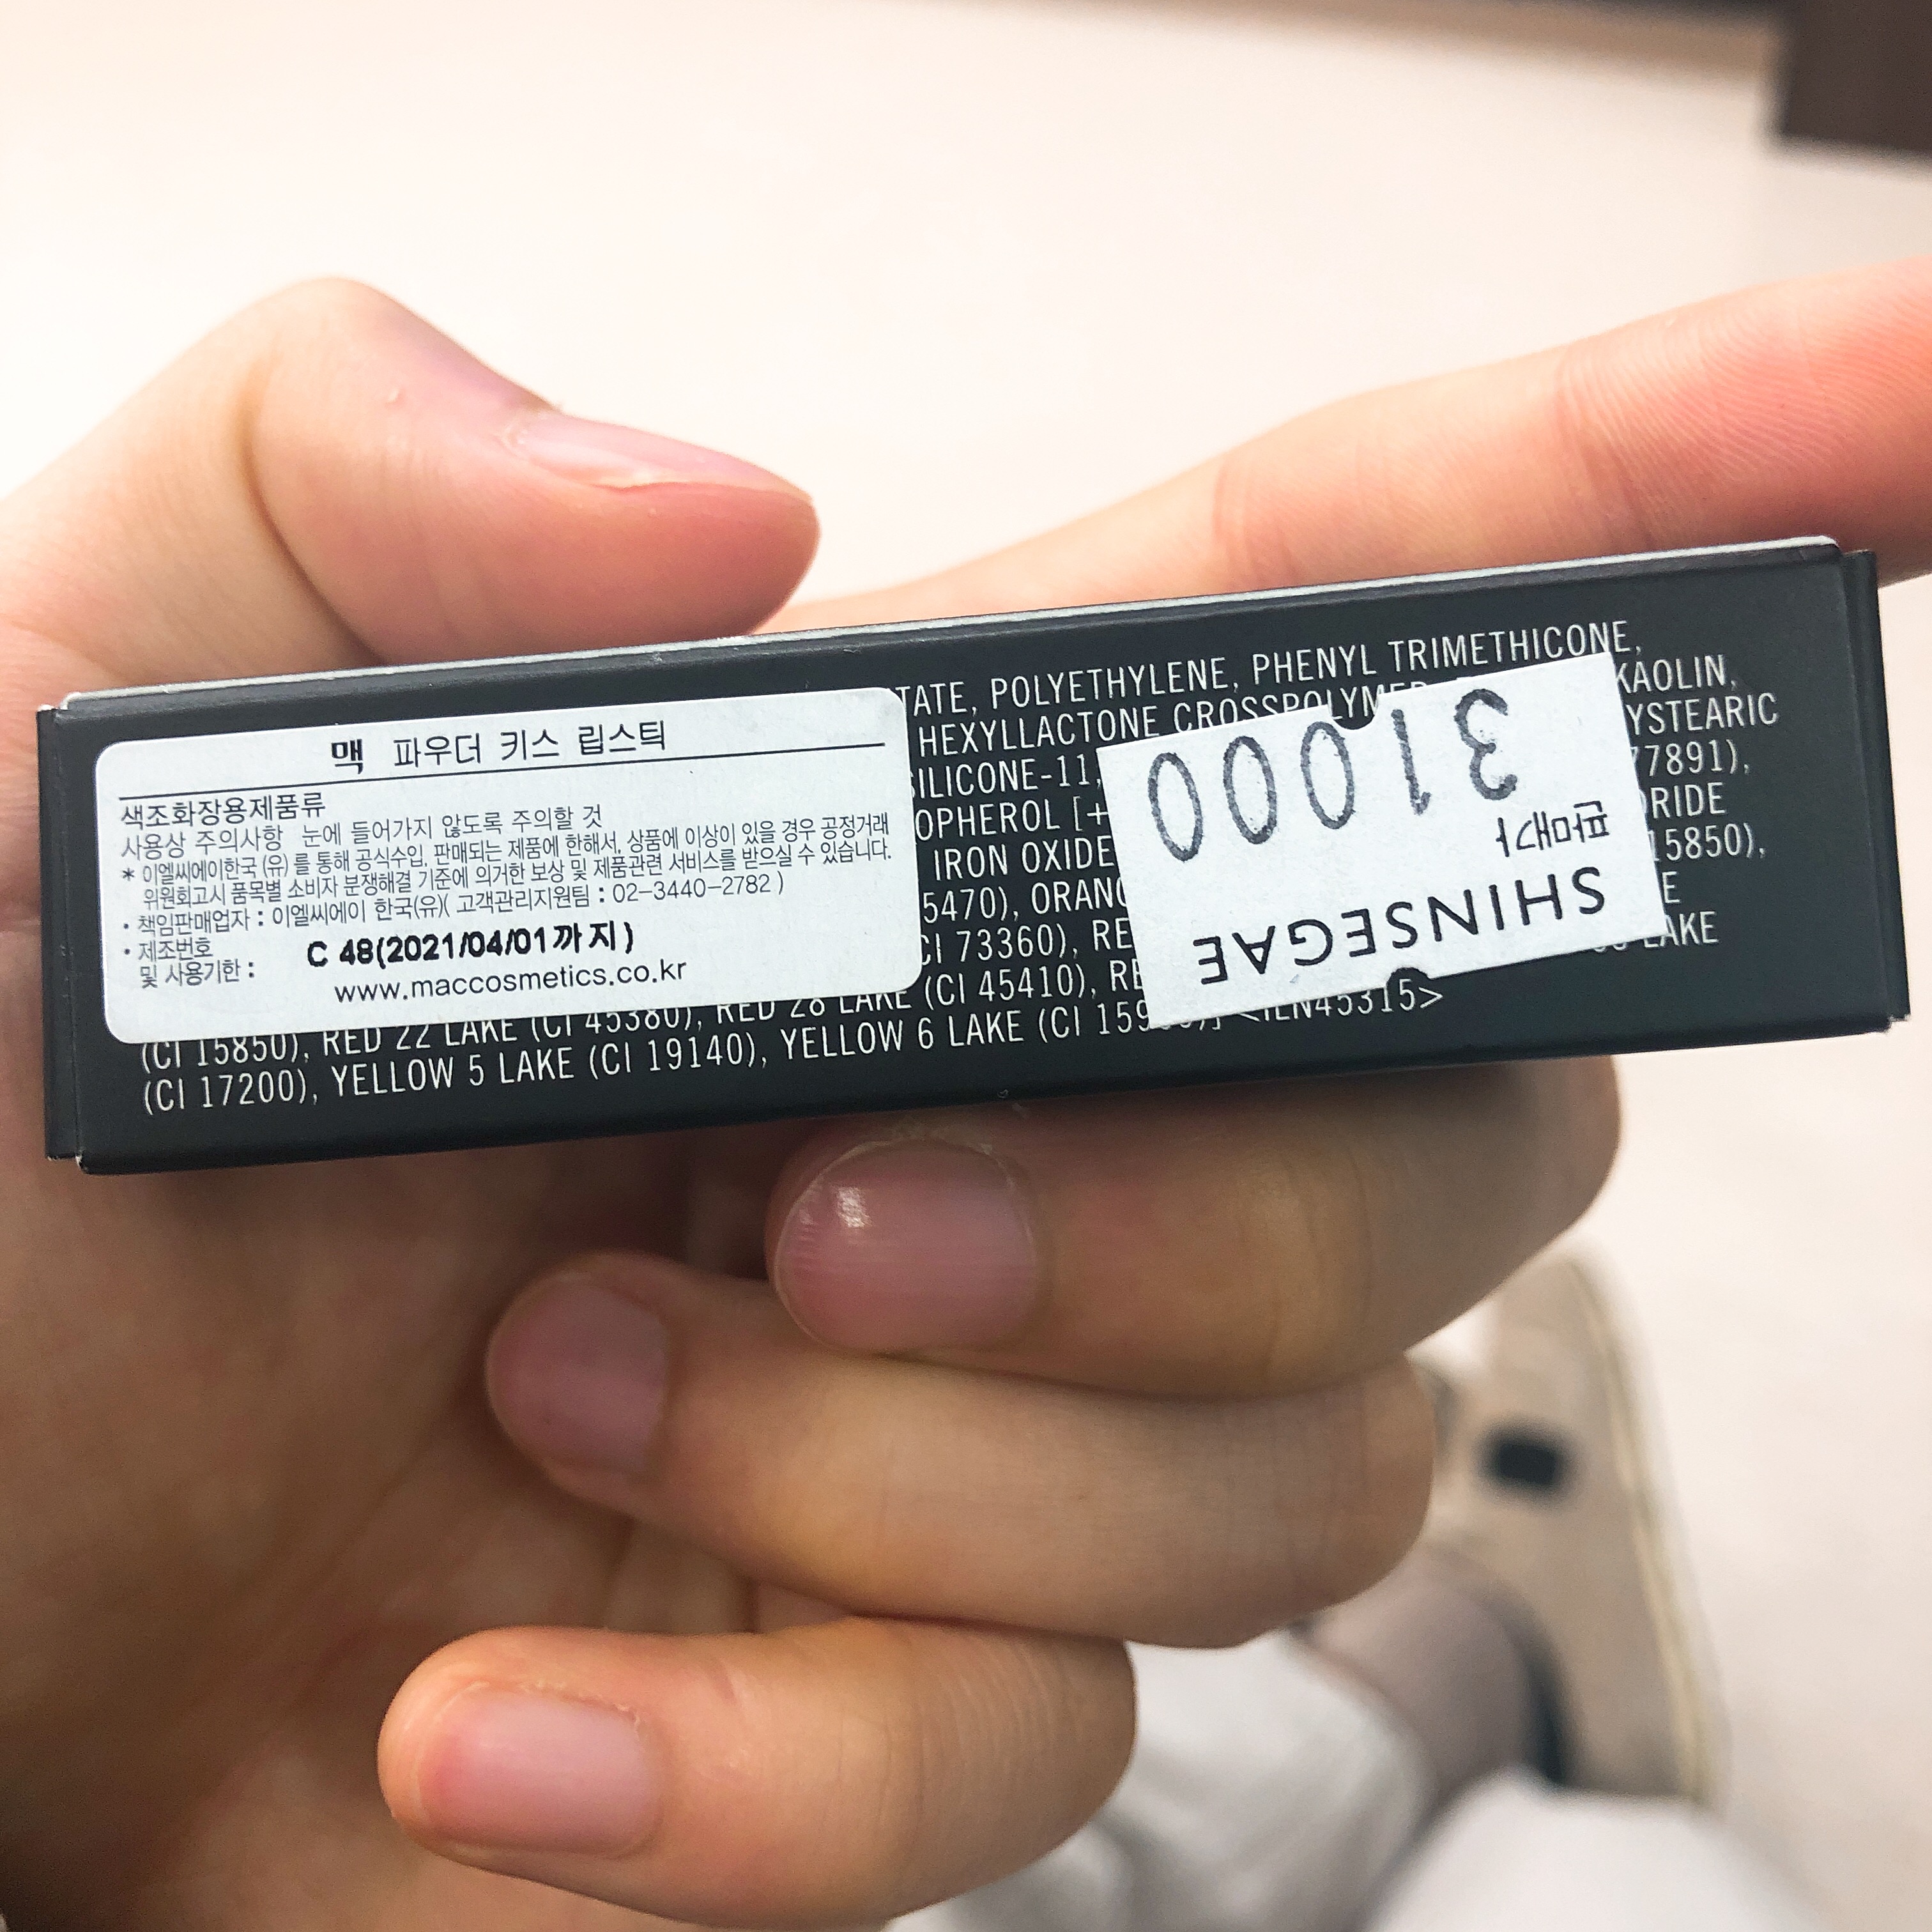 맥 파우더 키스 립스틱
색조화장용제품류
사용상 주의사항 눈에 들어가지 않도록 주의할 것
* 이엘씨에이한국 (유)를 통해 공식수입, 판매되는 제품에 한해서, 상품에 이상이 있을 경우 공정거래
위원회고시 품목별 소비자 분쟁해결 기준에 의거한 보상 및 제품관련 서비스를 받으실 수 있습니다.
· 책임판매업자 : 이엘씨에이 한국(유)( 고객관리지원팀 : 02-3440-2782 )
· 제조번호
및 사용기한 : C 48(2021/04/01까지)
www.maccosmetics.co.kr
TATE, POLYETHYLENE, PHENYL TRIMETHICONE,
HEXYLLACTONE CROSSPOLYMER, KAOLIN,
SILICONE-11, YSTEARIC
OPHEROL [+ 77891),
IRON OXIDE ORIDE
5470), ORANG 15850),
CI 73360), RE E
(CI 45410), RE LAKE
(CI 15850), RED 22 LAKE (CI 45380), RED 28 LAKE
(CI 17200), YELLOW 5 LAKE (CI 19140), YELLOW 6 LAKE (CI 159 <ILN45315>
SHINSEGAE
판매가
31000